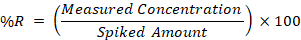 %R = (Measured Concentration / Spiked Amount) × 100